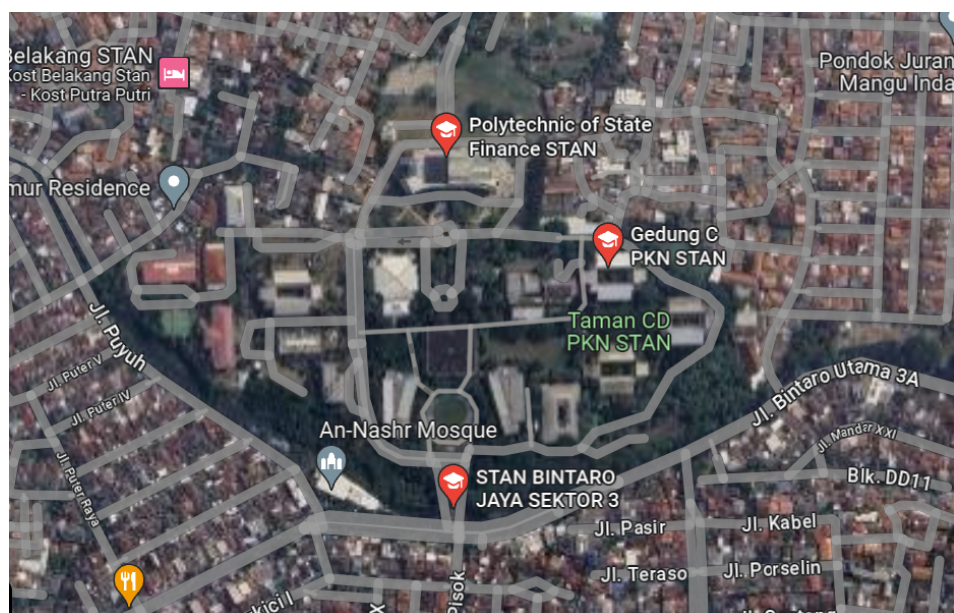 Belakang STAN
Kost Belakang Stan
- Kost Putra Putri
Polytechnic of State
Finance STAN
Pondok Juran
Mangu Inda
mur Residence
Gedung C
PKN STAN
Taman CD
PKN STAN
Jl. Puyuh
Jl. Puter V
Jl. Puter IV
Jl. Puter Raya
Jl. Bintaro Utama 3A
Jl. Mandar XXI
An-Nashr Mosque
STAN BINTARO
JAYA SEKTOR 3
Blk. DD11
Jl. Pasir
Jl. Kabel
Jl. Teraso
Jl. Porselin
Pisok